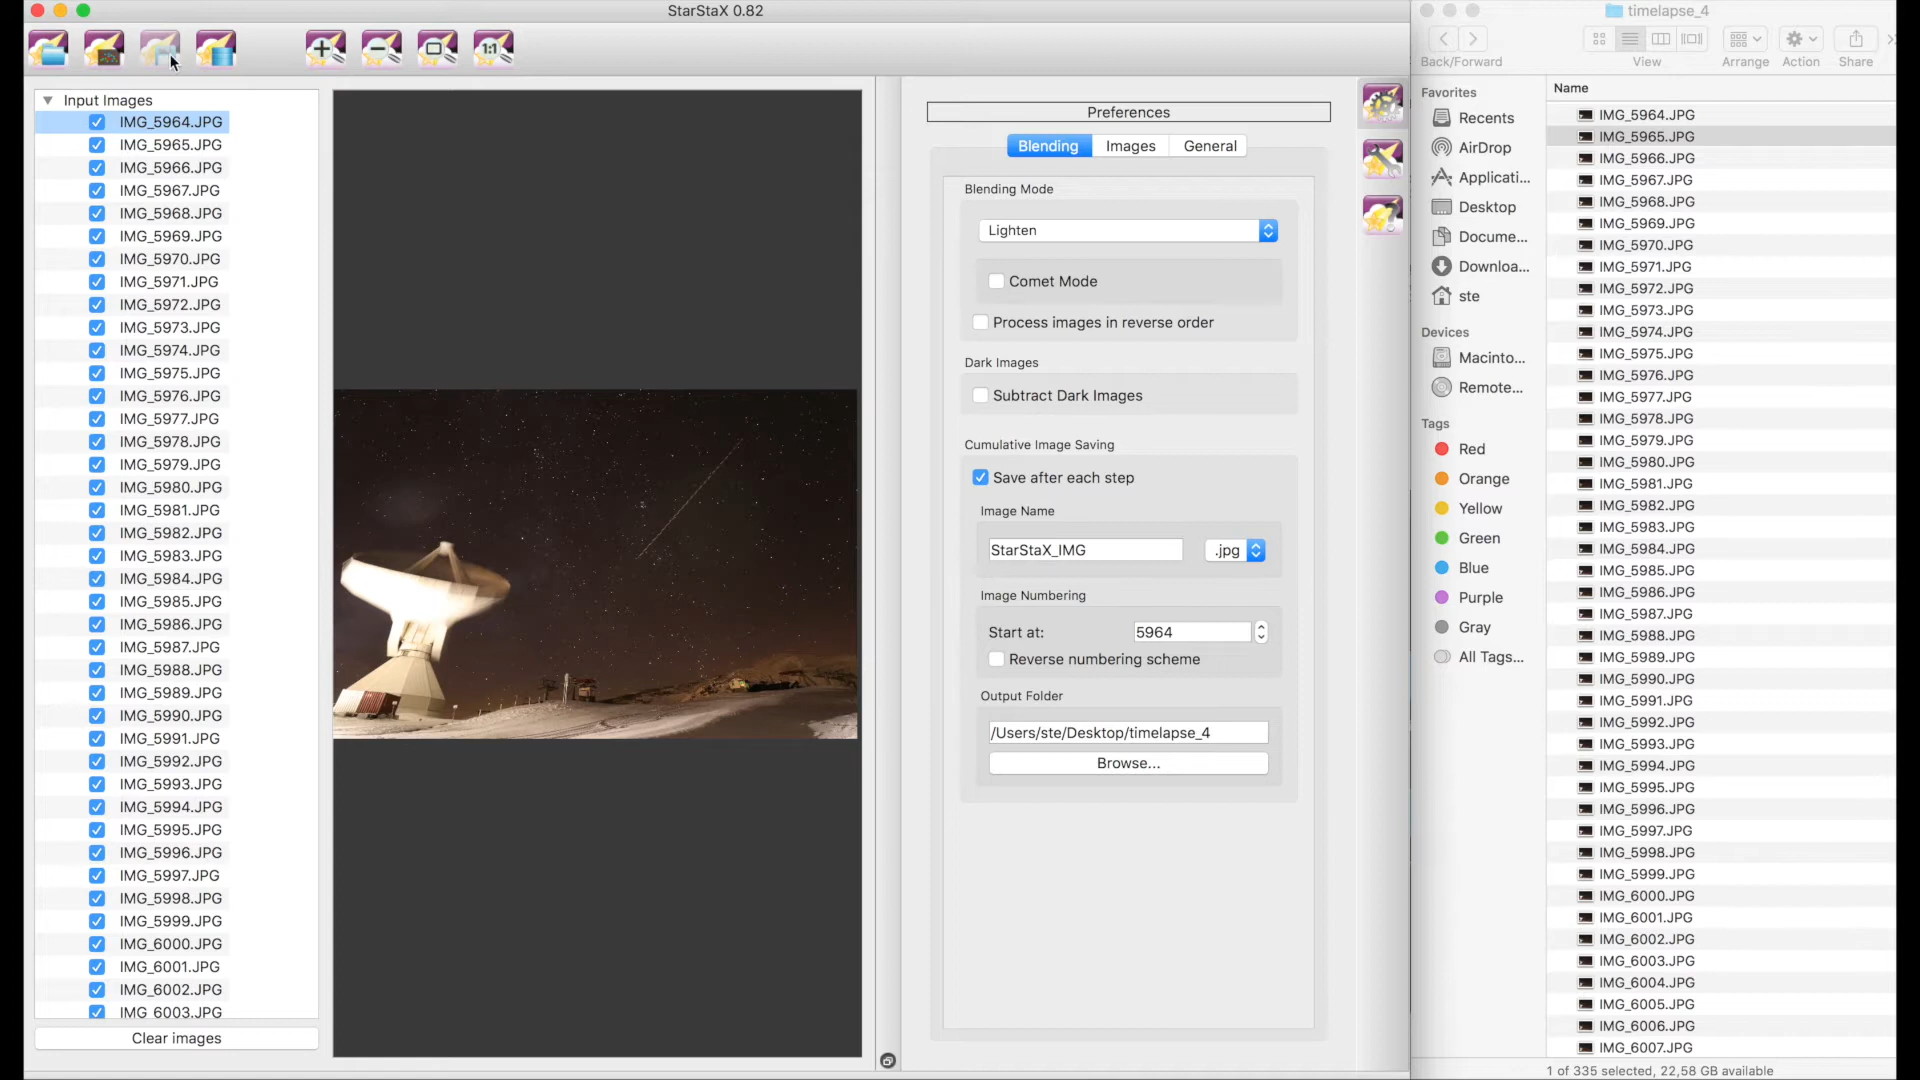 StarStaX 0.82
1:1
Input Images
IMG_5964.JPG
IMG_5965.JPG
IMG_5966.JPG
IMG_5967.JPG
IMG_5968.JPG
IMG_5969.JPG
IMG_5970.JPG
IMG_5971.JPG
IMG_5972.JPG
IMG_5973.JPG
IMG_5974.JPG
IMG_5975.JPG
IMG_5976.JPG
IMG_5977.JPG
IMG_5978.JPG
IMG_5979.JPG
IMG_5980.JPG
IMG_5981.JPG
IMG_5982.JPG
IMG_5983.JPG
IMG_5984.JPG
IMG_5985.JPG
IMG_5986.JPG
IMG_5987.JPG
IMG_5988.JPG
IMG_5989.JPG
IMG_5990.JPG
IMG_5991.JPG
IMG_5992.JPG
IMG_5993.JPG
IMG_5994.JPG
IMG_5995.JPG
IMG_5996.JPG
IMG_5997.JPG
IMG_5998.JPG
IMG_5999.JPG
IMG_6000.JPG
IMG_6001.JPG
IMG_6002.JPG
IMG_6003.JPG
Clear images
Preferences
Blending Images General
Blending Mode
Lighten
Comet Mode
Process images in reverse order
Dark Images
Subtract Dark Images
Cumulative Image Saving
Save after each step
Image Name
StarStaX_IMG .jpg
Image Numbering
Start at: 5964
Reverse numbering scheme
Output Folder
/Users/ste/Desktop/timelapse_4
Browse...
timelapse_4
Back/Forward View Arrange Action Share
Favorites
Recents
AirDrop
Applicati...
Desktop
Docume...
Downloa...
ste
Devices
Macinto...
Remote...
Tags
Red
Orange
Yellow
Green
Blue
Purple
Gray
All Tags...
Name
IMG_5964.JPG
IMG_5965.JPG
IMG_5966.JPG
IMG_5967.JPG
IMG_5968.JPG
IMG_5969.JPG
IMG_5970.JPG
IMG_5971.JPG
IMG_5972.JPG
IMG_5973.JPG
IMG_5974.JPG
IMG_5975.JPG
IMG_5976.JPG
IMG_5977.JPG
IMG_5978.JPG
IMG_5979.JPG
IMG_5980.JPG
IMG_5981.JPG
IMG_5982.JPG
IMG_5983.JPG
IMG_5984.JPG
IMG_5985.JPG
IMG_5986.JPG
IMG_5987.JPG
IMG_5988.JPG
IMG_5989.JPG
IMG_5990.JPG
IMG_5991.JPG
IMG_5992.JPG
IMG_5993.JPG
IMG_5994.JPG
IMG_5995.JPG
IMG_5996.JPG
IMG_5997.JPG
IMG_5998.JPG
IMG_5999.JPG
IMG_6000.JPG
IMG_6001.JPG
IMG_6002.JPG
IMG_6003.JPG
IMG_6004.JPG
IMG_6005.JPG
IMG_6006.JPG
IMG_6007.JPG
1 of 335 selected, 22,58 GB available